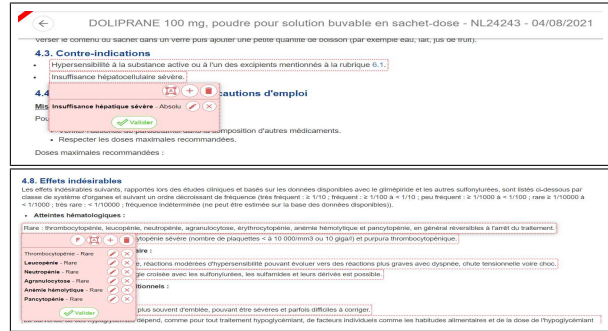 DOLIPRANE 100 mg, poudre pour solution buvable en sachet-dose - NL24243 - 04/08/2021
verser le contenu du sachet dans un verre puis ajouter une petite quantité de boisson (par exemple eau, lait, jus de fruit).
4.3. Contre-indications
• Hypersensibilité à la substance active ou à l'un des excipients mentionnés à la rubrique 6.1.
• Insuffisance hépatocellulaire sévère.
4.4 cautions d'emploi
Mis
Insuffisance hépatique sévère - Absolu
Pou
Valider
composition d'autres médicaments.
• Respecter les doses maximales recommandées.
Doses maximales recommandées :
4.8. Effets indésirables
Les effets indésirables suivants, rapportés lors des études cliniques et basés sur les données disponibles avec le glimépiride et les autres sulfonylurées, sont listés ci-dessous par
classe de système d'organes et suivant un ordre décroissant de fréquence (très fréquent : ≥ 1/10 ; fréquent : ≥ 1/100 à < 1/10 ; peu fréquent : ≥ 1/1000 à < 1/100 ; rare ≥ 1/10000 à
< 1/1000 ; très rare : < 1/10000 ; fréquence indéterminée (ne peut être estimée sur la base des données disponibles)).
• Atteintes hématologiques :
Rare : thrombocytopénie, leucopénie, neutropénie, agranulocytose, érythrocytopénie, anémie hémolytique et pancytopénie, en général réversibles à l'arrêt du traitement.
F
ytopénie sévère (nombre de plaquettes < à 10 000/mm3 ou 10 giga/l) et purpura thrombocytopénique.
Thrombocytopénie - Rare
aire :
Leucopénie - Rare
e, réactions modérées d'hypersensibilité pouvant évoluer vers des réactions plus graves avec dyspnée, chute tensionnelle voire choc.
Neutropénie - Rare
Agranulocytose - Rare
gie croisée avec les sulfonylurées, les sulfamides et leurs dérivés est possible.
Anémie hémolytique - Rare
itionnels :
Pancytopénie - Rare
Valider
plus souvent d'emblée, pouvant être sévères et parfois difficiles à corriger.
dépend, comme pour tout traitement hypoglycémiant, de facteurs individuels comme les habitudes alimentaires et de la dose de l'hypoglycémiant